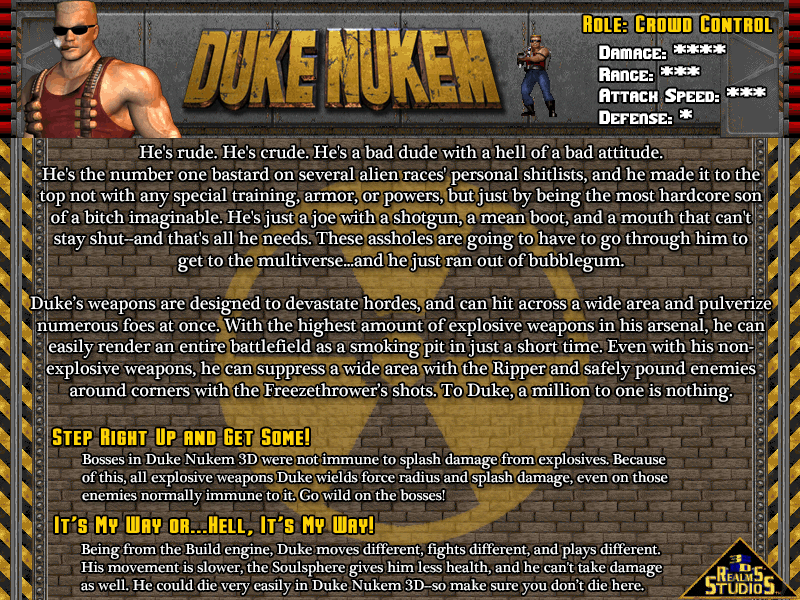 DUKE NUKEM
Role: Crowd Control
Damage: ****
Range: ***
Attack Speed: ***
Defense: *
He's rude. He's crude. He's a bad dude with a hell of a bad attitude.
He's the number one bastard on several alien races' personal shitlists, and he made it to the
top not with any special training, armor, or powers, but just by being the most hardcore son
of a bitch imaginable. He's just a joe with a shotgun, a mean boot, and a mouth that can't
stay shut–and that's all he needs. These assholes are going to have to go through him to
get to the multiverse...and he just ran out of bubblegum.
Duke's weapons are designed to devastate hordes, and can hit across a wide area and pulverize
numerous foes at once. With the highest amount of explosive weapons in his arsenal, he can
easily render an entire battlefield as a smoking pit in just a short time. Even with his non-
explosive weapons, he can suppress a wide area with the Ripper and safely pound enemies
around corners with the Freezethrower's shots. To Duke, a million to one is nothing.
Step Right Up and Get Some!
Bosses in Duke Nukem 3D were not immune to splash damage from explosives. Because
of this, all explosive weapons Duke wields force radius and splash damage, even on those
enemies normally immune to it. Go wild on the bosses!
It's My Way or...Hell, It's My Way!
Being from the Build engine, Duke moves different, fights different, and plays different.
His movement is slower, the Soulsphere gives him less health, and he can't take damage
as well. He could die very easily in Duke Nukem 3D–so make sure you don't die here.
3D
REALMS
STUDIOS